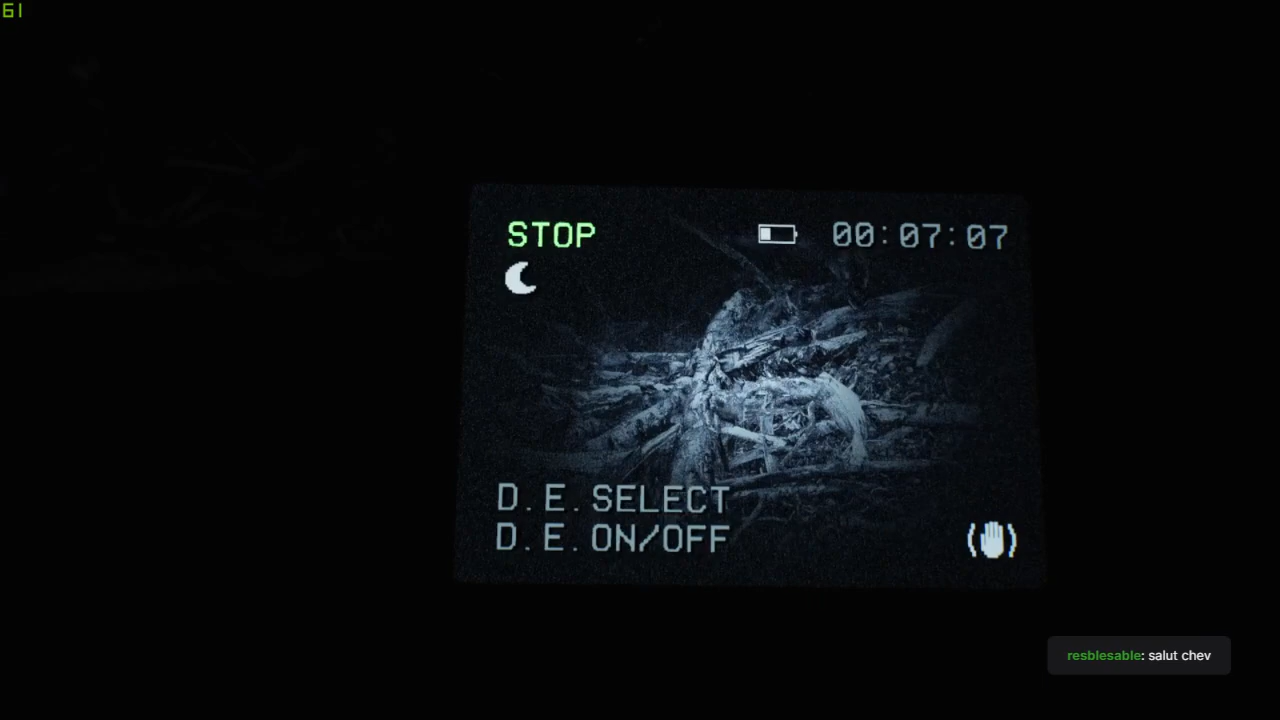 61
STOP
00:07:07
D.E.SELECT
D.E.ON/OFF
resblesable: salut chev